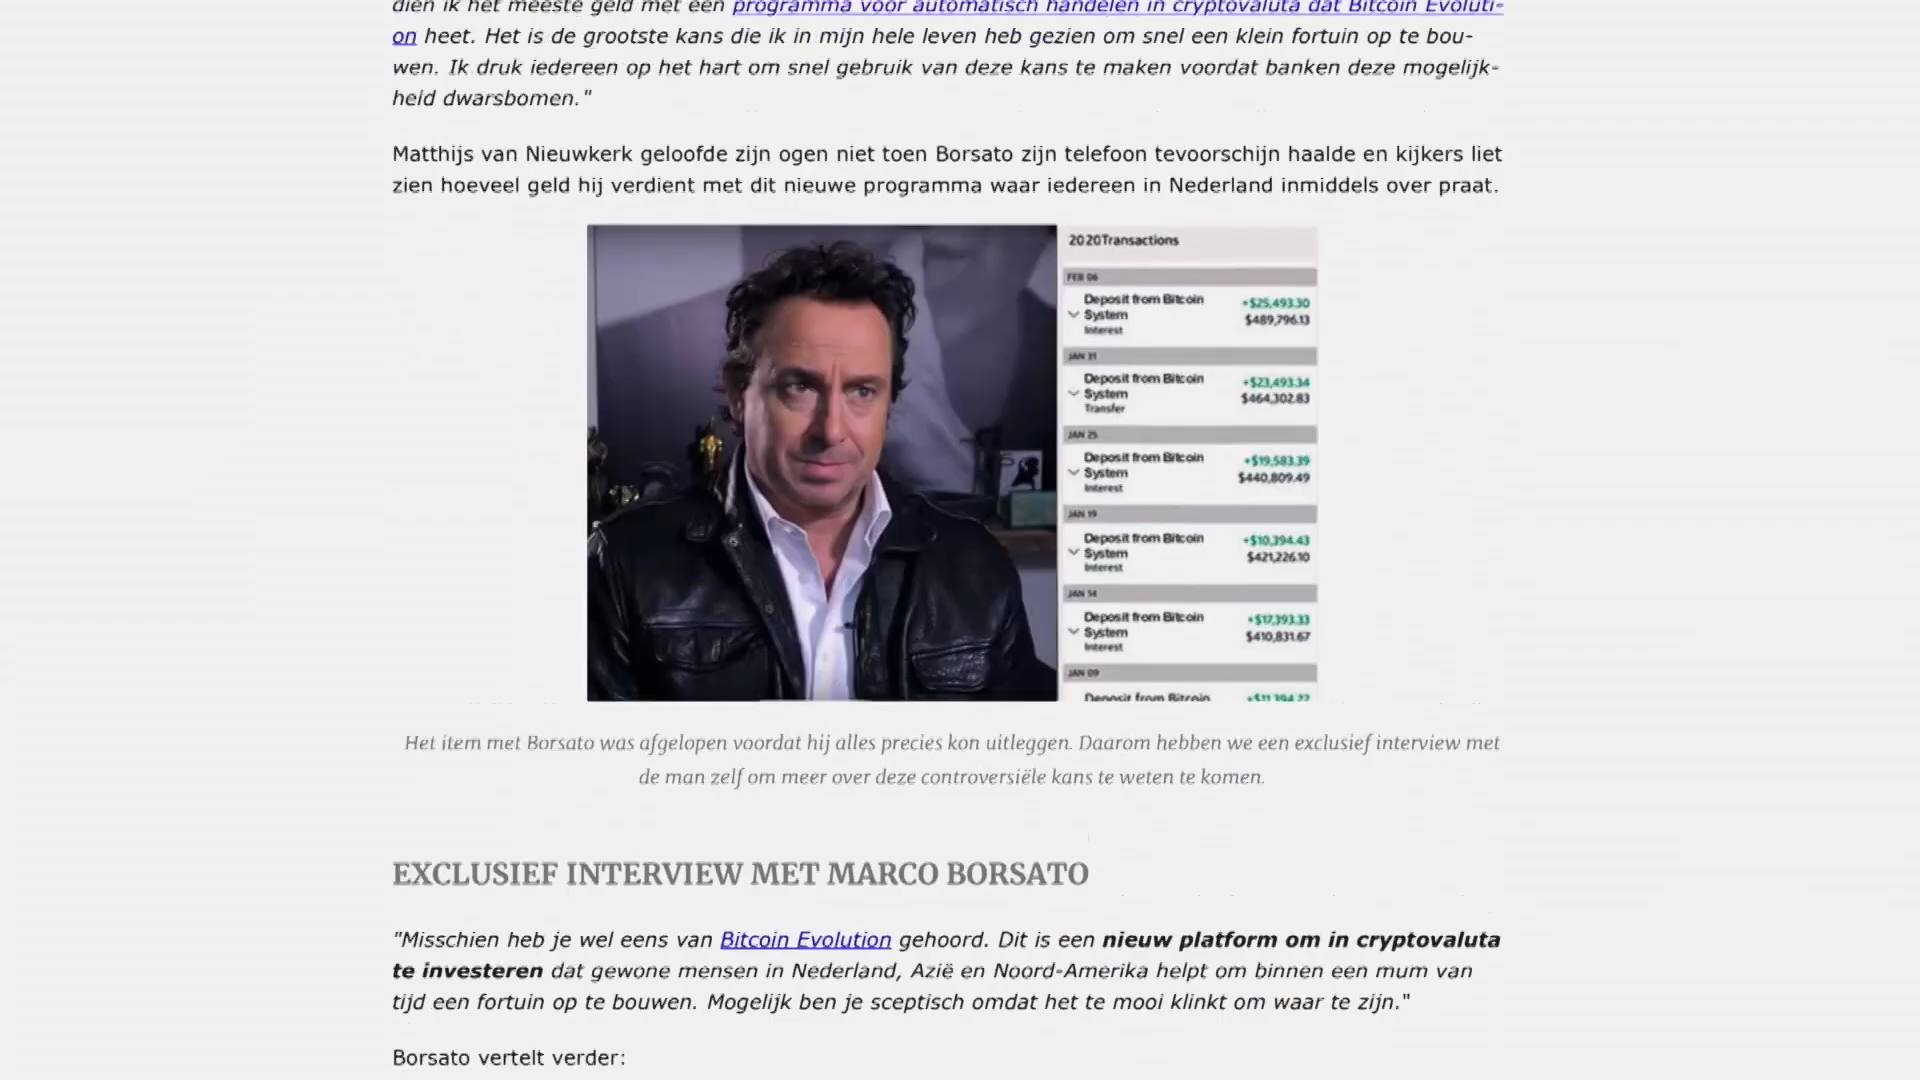 dien ik het meeste geld met een programma voor automatisch handelen in cryptovaluta dat Bitcoin Evoluti-
on heet. Het is de grootste kans die ik in mijn hele leven heb gezien om snel een klein fortuin op te bou-
wen. Ik druk iedereen op het hart om snel gebruik van deze kans te maken voordat banken deze mogelijk-
heid dwarsbomen."
Matthijs van Nieuwkerk geloofde zijn ogen niet toen Borsato zijn telefoon tevoorschijn haalde en kijkers liet
zien hoeveel geld hij verdient met dit nieuwe programma waar iedereen in Nederland inmiddels over praat.
2020Transactions
FEB 06
Deposit from Bitcoin +$25,493.30
System $489,796.13
Interest
JAN 31
Deposit from Bitcoin +$23,493.34
System $464,302.83
Transfer
JAN 25
Deposit from Bitcoin +$19,583.39
System $440,809.49
Interest
JAN 19
Deposit from Bitcoin +$10,394.43
System $421,226.10
Interest
JAN 14
Deposit from Bitcoin +$17,393.33
System $410,831.67
Interest
JAN 09
Deposit from Bitcoin +$11,394.22
Het item met Borsato was afgelopen voordat hij alles precies kon uitleggen. Daarom hebben we een exclusief interview met
de man zelf om meer over deze controversiële kans te weten te komen.
EXCLUSIEF INTERVIEW MET MARCO BORSATO
"Misschien heb je wel eens van Bitcoin Evolution gehoord. Dit is een nieuw platform om in cryptovaluta
te investeren dat gewone mensen in Nederland, Azië en Noord-Amerika helpt om binnen een mum van
tijd een fortuin op te bouwen. Mogelijk ben je sceptisch omdat het te mooi klinkt om waar te zijn."
Borsato vertelt verder: